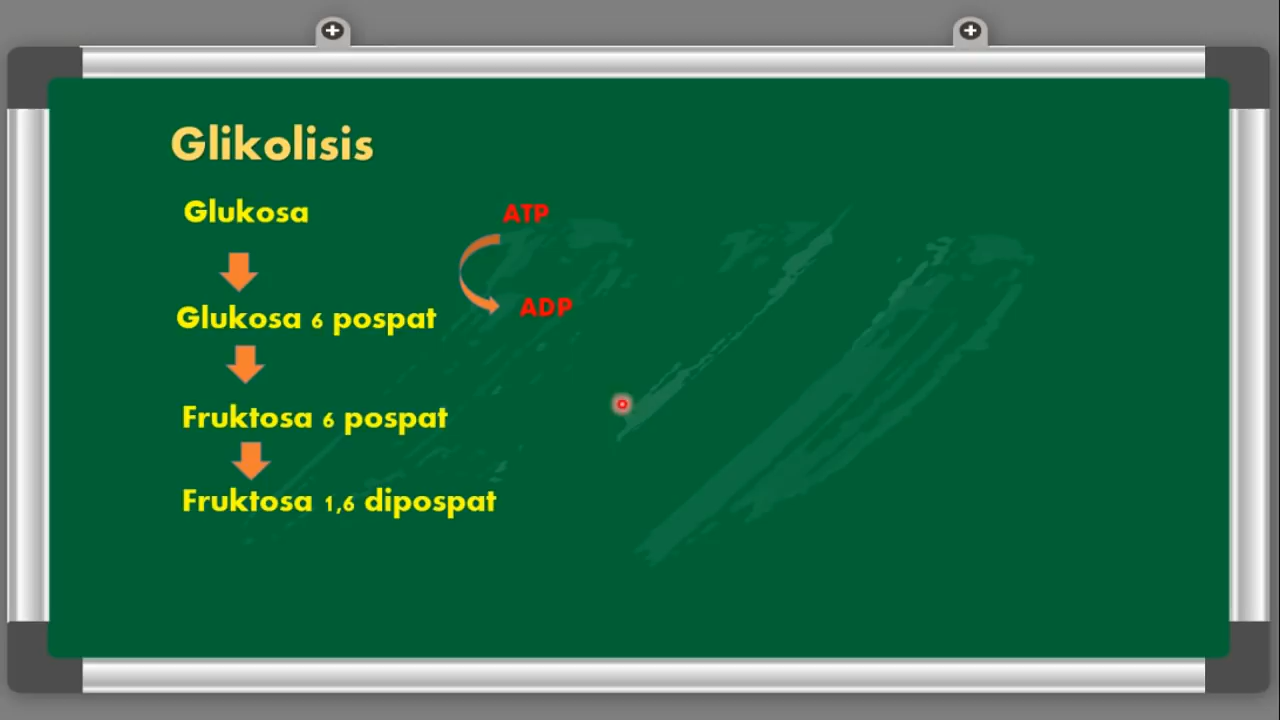 Glikolisis
Glukosa
ATP
Glukosa 6 pospat
ADP
Fruktosa 6 pospat
Fruktosa 1,6 dipospat